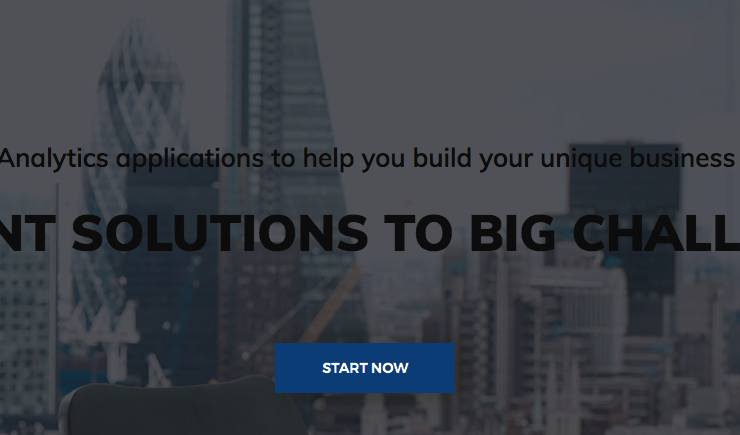 Analytics applications to help you build your unique business
NT SOLUTIONS TO BIG CHALL
START NOW